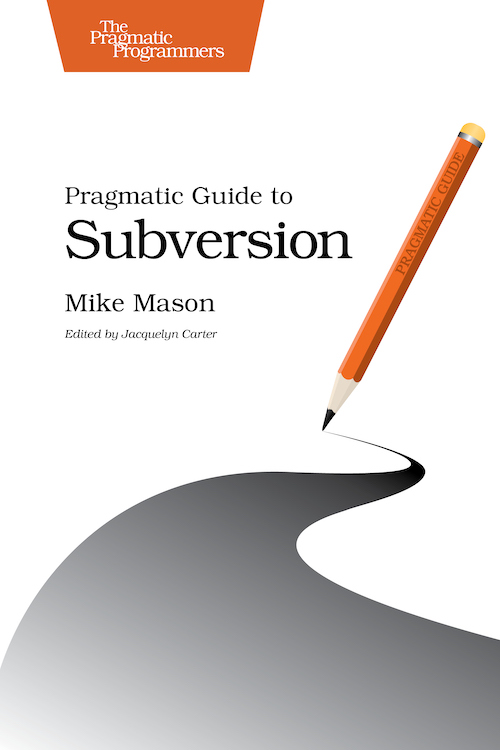 The
Pragmatic
Programmers
Pragmatic Guide to
Subversion
Mike Mason
Edited by Jacquelyn Carter
PRAGMATIC GUIDE